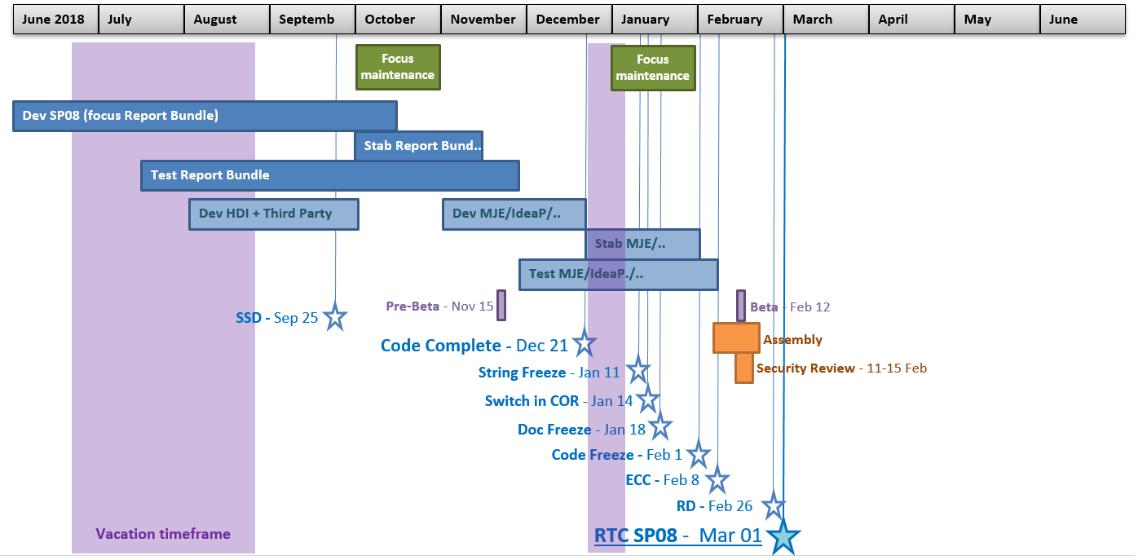 June 2018 July August Septemb October November December January February March April May June
Focus
maintenance
Focus
maintenance
Dev SP08 (focus Report Bundle)
Stab Report Bund..
Test Report Bundle
Dev HDI + Third Party
Dev MJE/IdeaP/..
Stab MJE/..
Test MJE/IdeaP./..
Pre-Beta - Nov 15
Beta - Feb 12
SSD - Sep 25
Code Complete - Dec 21
Assembly
String Freeze - Jan 11
Security Review - 11-15 Feb
Switch in COR - Jan 14
Doc Freeze - Jan 18
Code Freeze - Feb 1
ECC - Feb 8
RD - Feb 26
Vacation timeframe
RTC SP08 - Mar 01